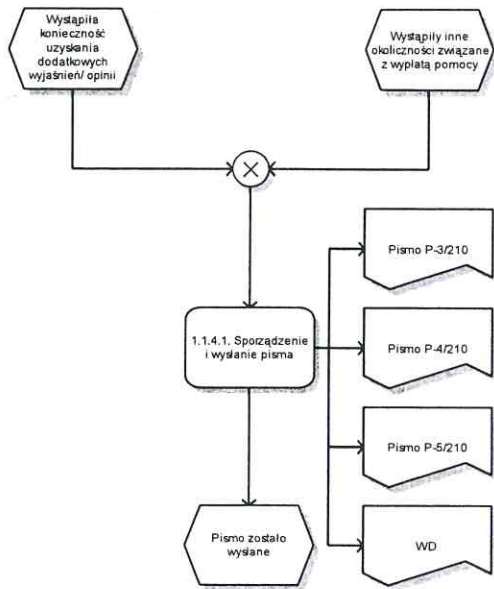 Wystąpiła
konieczność
uzyskania
dodatkowych
wyjaśnień/ opinii
Wystąpiły inne
okoliczności związane
z wypłatą pomocy
Pismo P-3/210
1.1.4.1. Sporządzenie
i wysłanie pisma
Pismo P-4/210
Pismo P-5/210
Pismo zostało
wysłane
WD